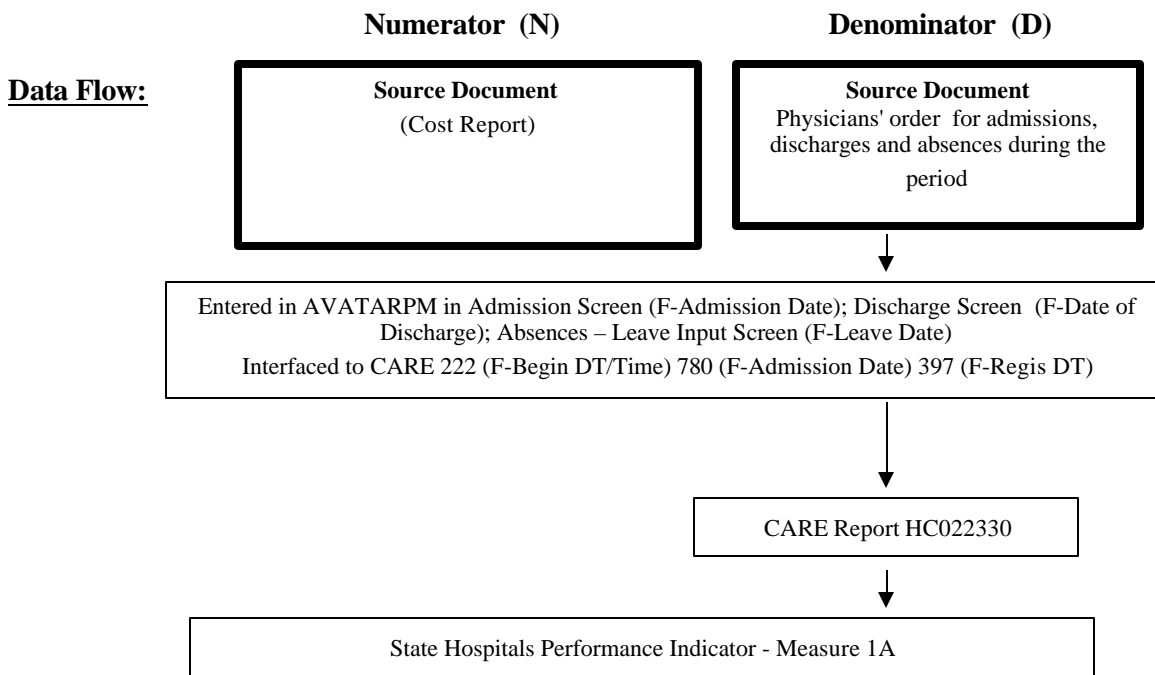 Numerator (N)
Denominator (D)
Data Flow:
Source Document
(Cost Report)
Source Document
Physicians' order for admissions,
discharges and absences during the
period
Entered in AVATARPM in Admission Screen (F-Admission Date); Discharge Screen (F-Date of
Discharge); Absences – Leave Input Screen (F-Leave Date)
Interfaced to CARE 222 (F-Begin DT/Time) 780 (F-Admission Date) 397 (F-Regis DT)
CARE Report HC022330
State Hospitals Performance Indicator - Measure 1A